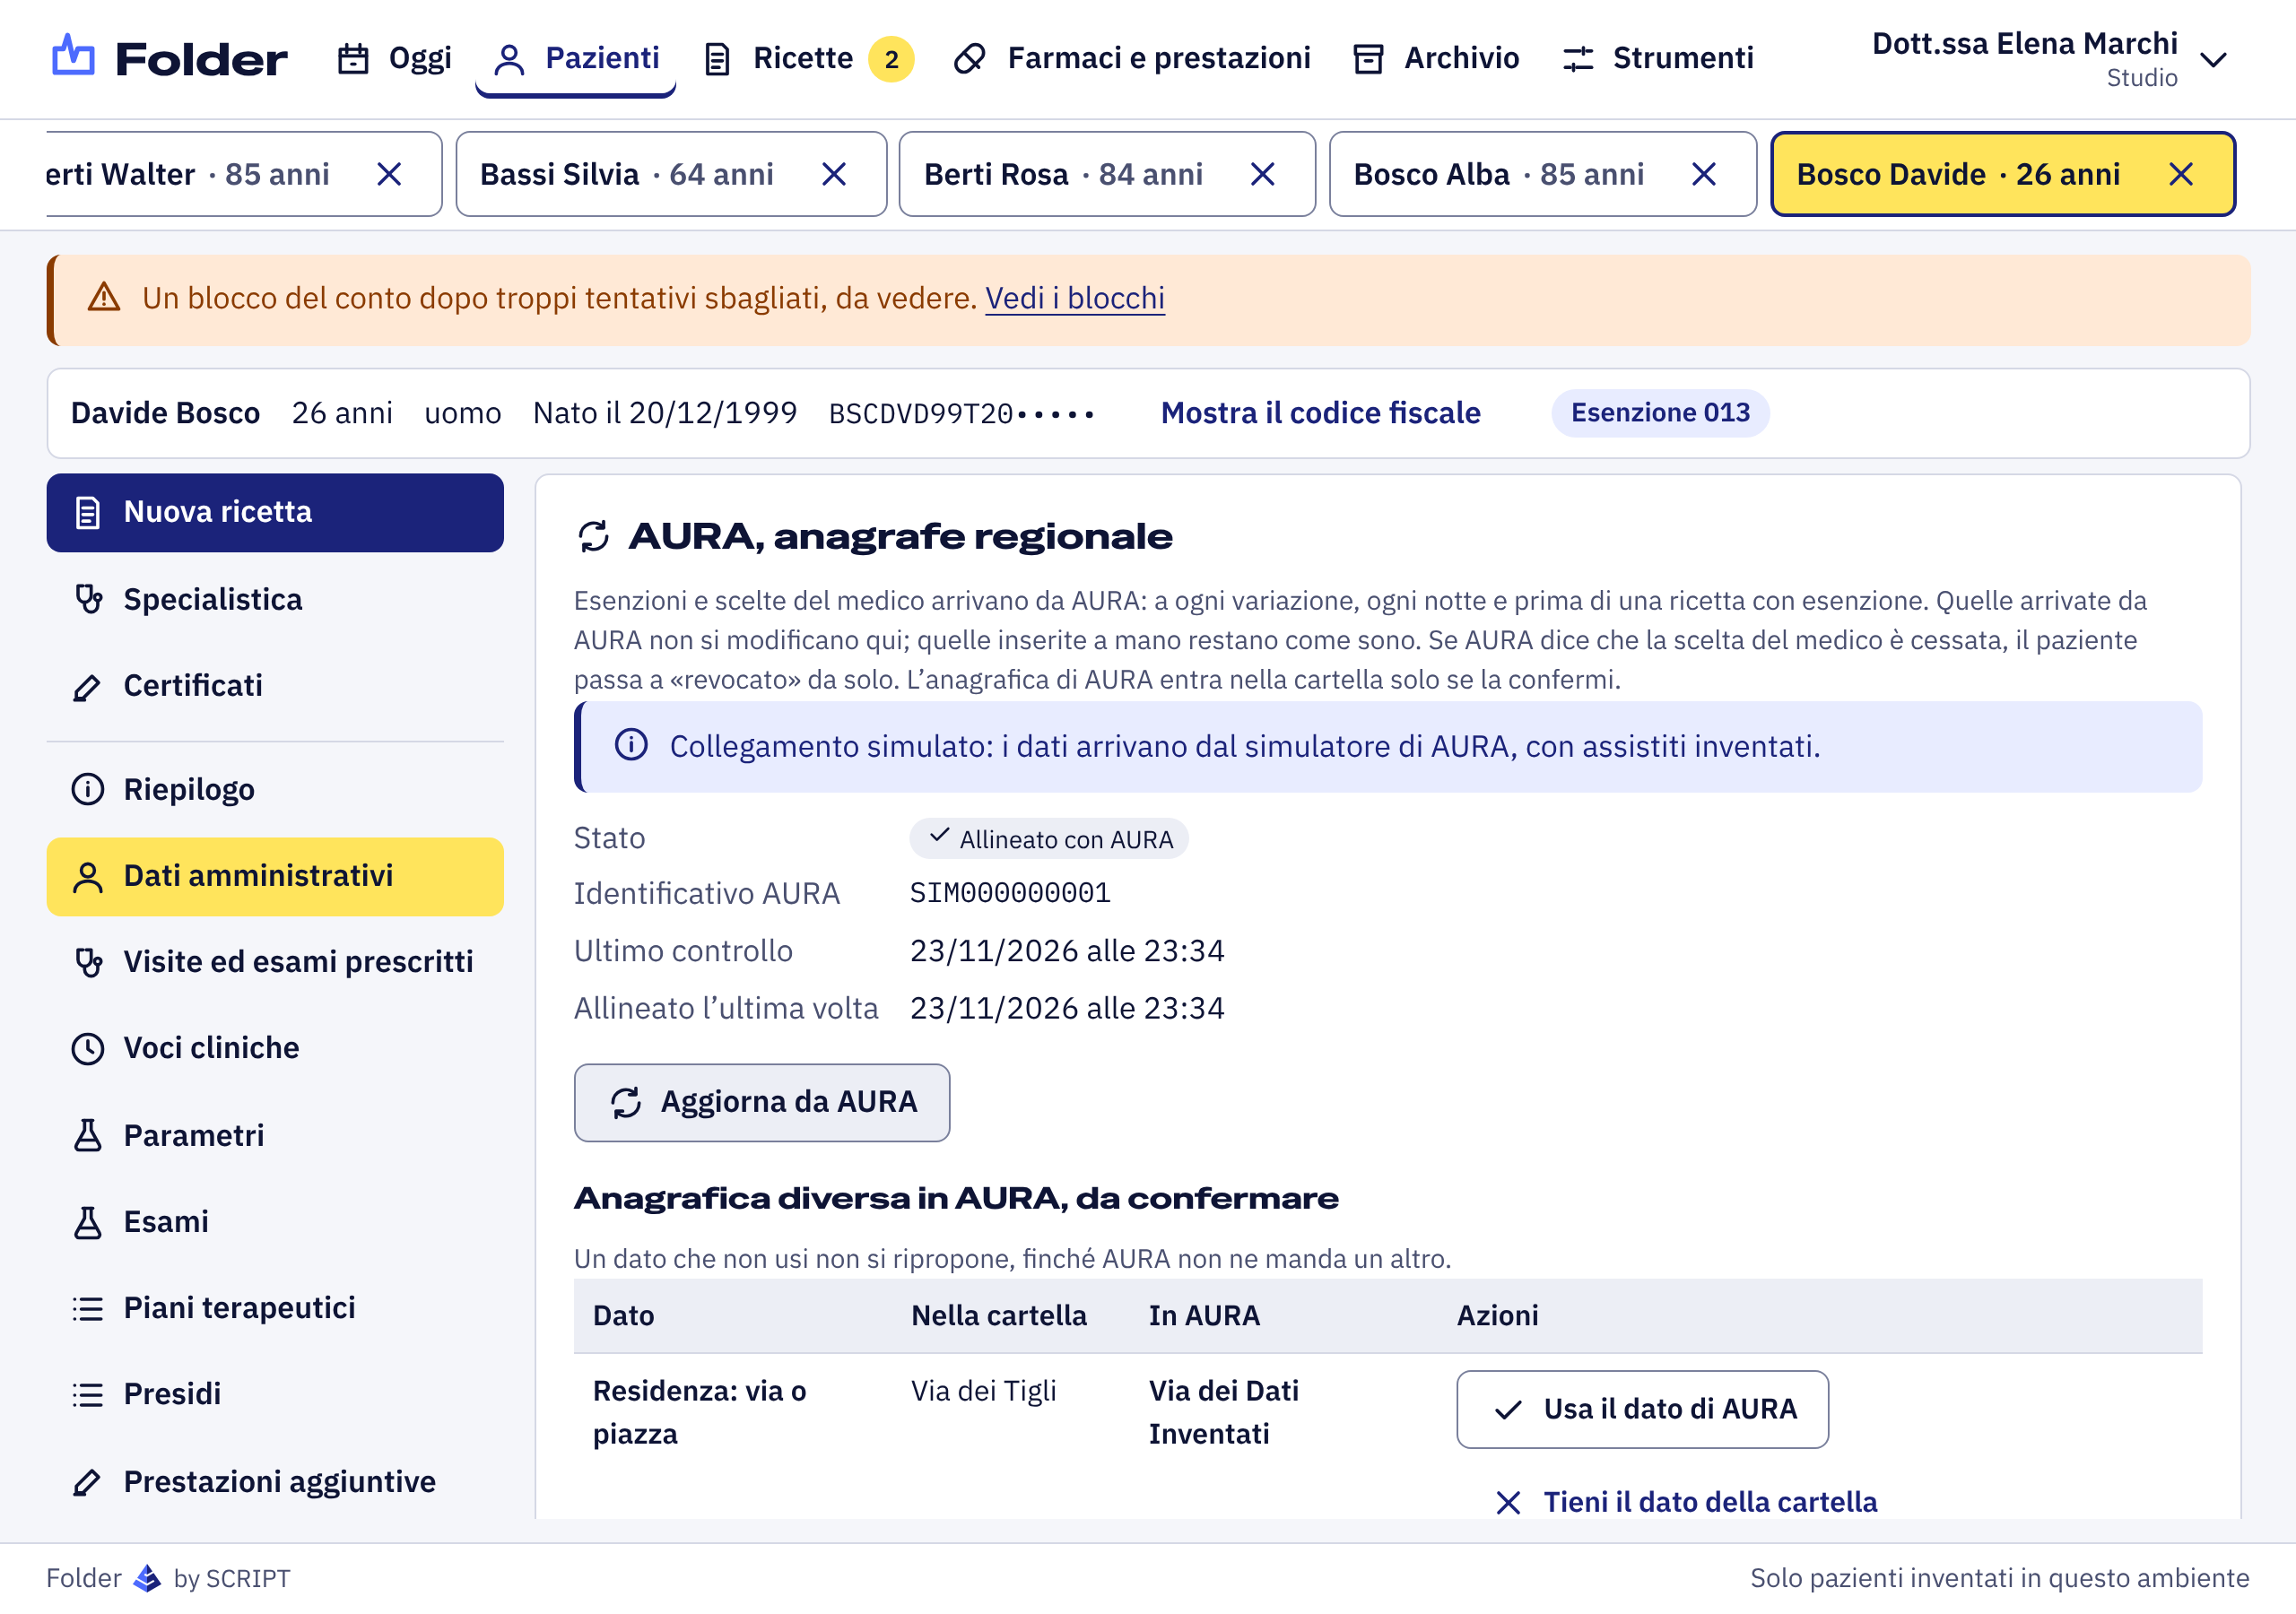 Folder
Oggi
Pazienti
Ricette 2
Farmaci e prestazioni
Archivio
Strumenti
Dott.ssa Elena Marchi
Studio
erti Walter · 85 anni
Bassi Silvia · 64 anni
Berti Rosa · 84 anni
Bosco Alba · 85 anni
Bosco Davide · 26 anni
Un blocco del conto dopo troppi tentativi sbagliati, da vedere. Vedi i blocchi
Davide Bosco 26 anni uomo Nato il 20/12/1999 BSCDVD99T20••••• Mostra il codice fiscale Esenzione 013
Nuova ricetta
Specialistica
Certificati
Riepilogo
Dati amministrativi
Visite ed esami prescritti
Voci cliniche
Parametri
Esami
Piani terapeutici
Presidi
Prestazioni aggiuntive
AURA, anagrafe regionale
Esenzioni e scelte del medico arrivano da AURA: a ogni variazione, ogni notte e prima di una ricetta con esenzione. Quelle arrivate da
AURA non si modificano qui; quelle inserite a mano restano come sono. Se AURA dice che la scelta del medico è cessata, il paziente
passa a «revocato» da solo. L’anagrafica di AURA entra nella cartella solo se la confermi.
Collegamento simulato: i dati arrivano dal simulatore di AURA, con assistiti inventati.
Stato Allineato con AURA
Identificativo AURA SIM000000001
Ultimo controllo 23/11/2026 alle 23:34
Allineato l’ultima volta 23/11/2026 alle 23:34
Aggiorna da AURA
Anagrafica diversa in AURA, da confermare
Un dato che non usi non si ripropone, finché AURA non ne manda un altro.
Dato Nella cartella In AURA Azioni
Residenza: via o
piazza
Via dei Tigli
Via dei Dati
Inventati
Usa il dato di AURA
Tieni il dato della cartella
Folder by SCRIPT
Solo pazienti inventati in questo ambiente